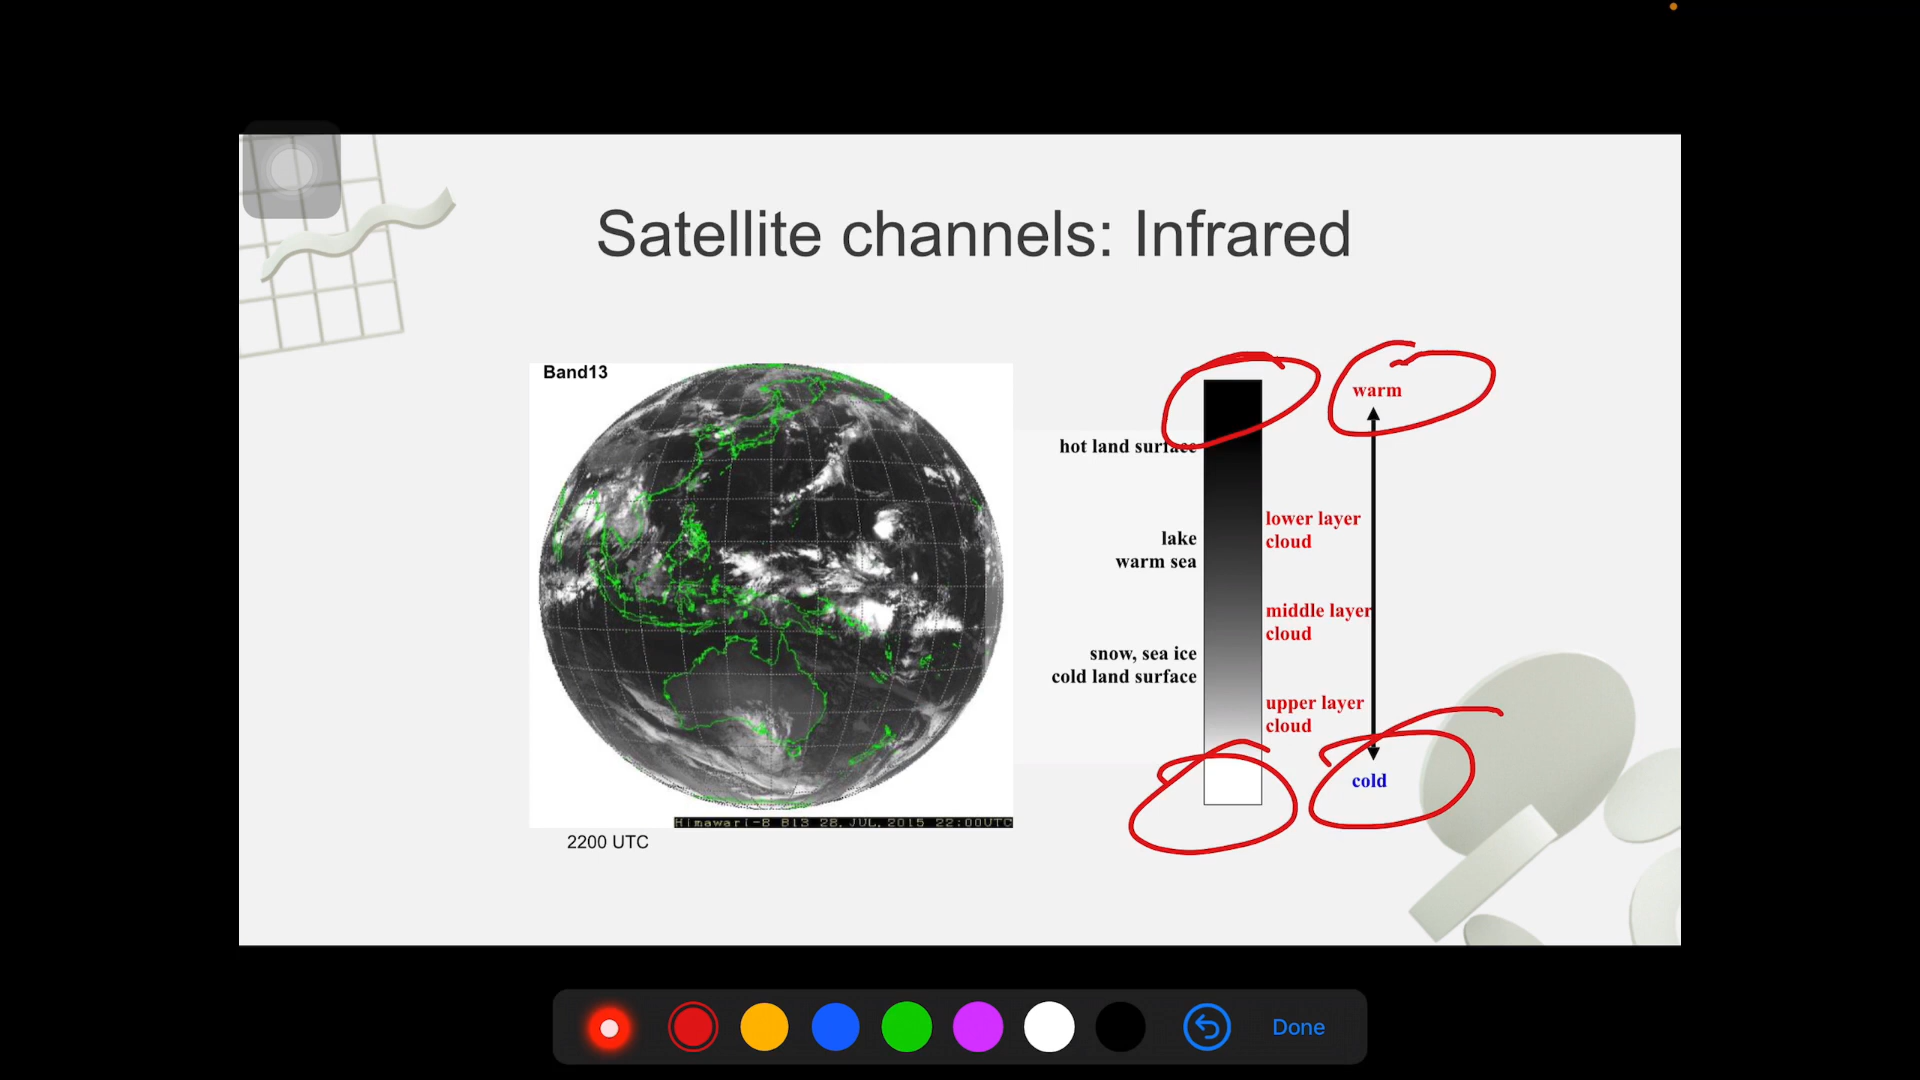 Satellite channels: Infrared
Band13
Himawari-8 B13 28.JUL.2015 22:00UTC
2200 UTC
hot land surface
lake
warm sea
snow, sea ice
cold land surface
lower layer
cloud
middle layer
cloud
upper layer
cloud
warm
cold
Done